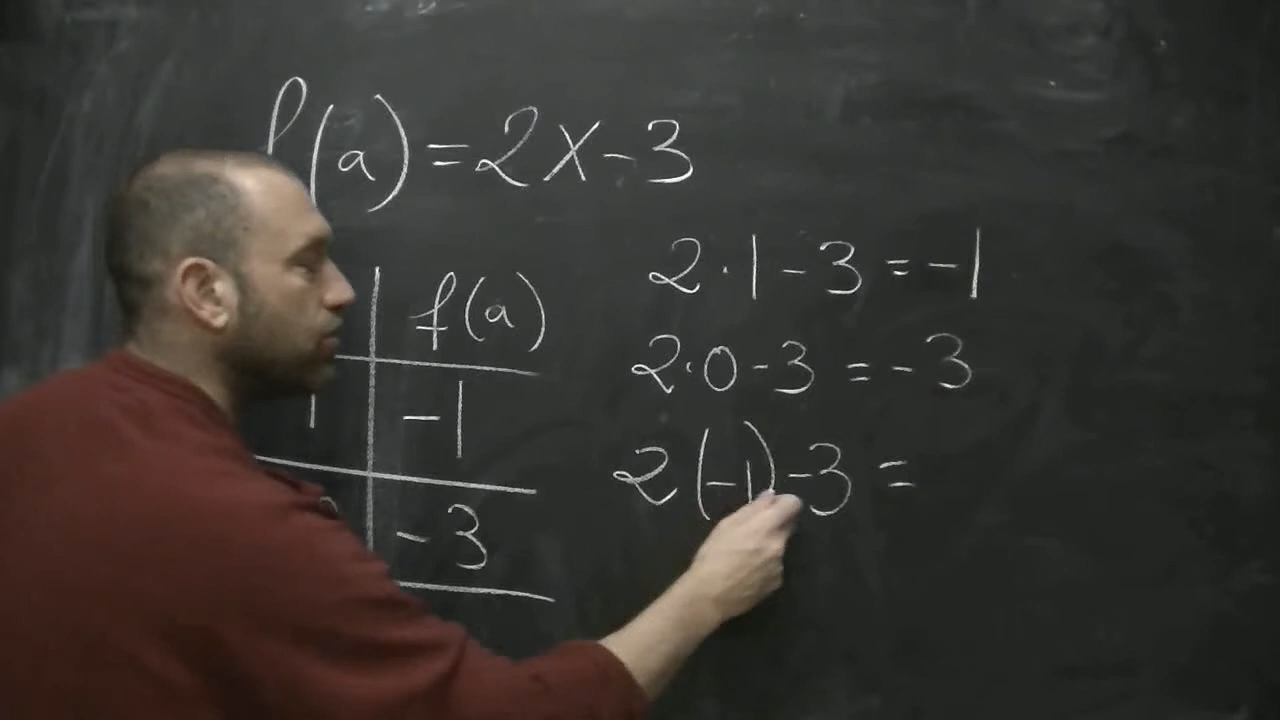 f(a)=2x-3
2·1-3=-1
f(a)
2·0-3=-3
1 -1
2(-1)-3=
-3